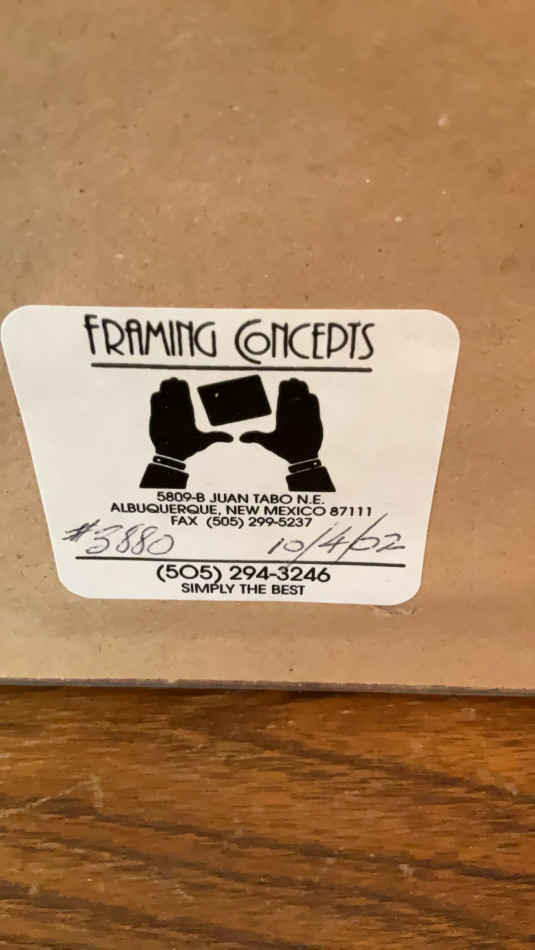 FRAMING CONCEPTS
5809-B JUAN TABO N.E.
ALBUQUERQUE, NEW MEXICO 87111
FAX (505) 299-5237
#3880 10/4/02
(505) 294-3246
SIMPLY THE BEST